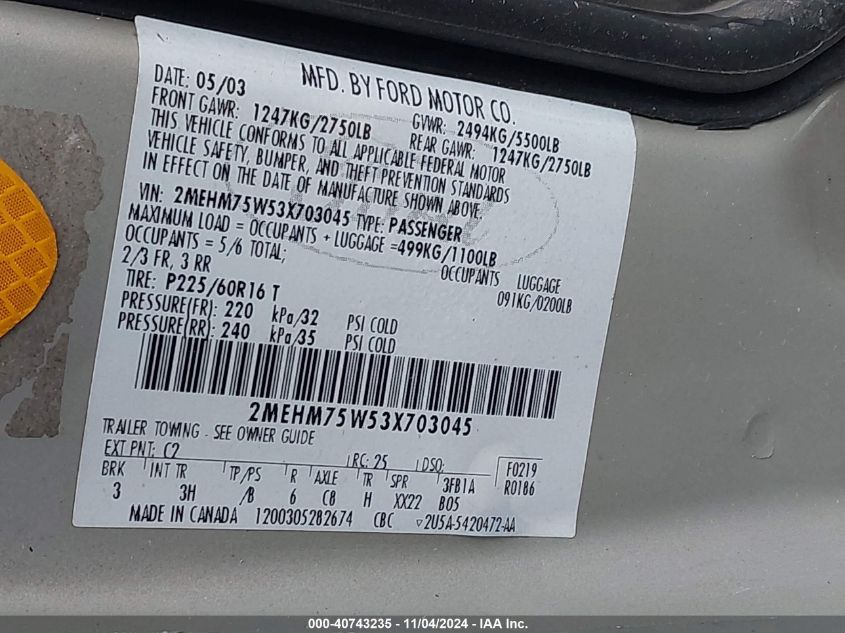 DATE: 05/03 MFD. BY FORD MOTOR CO.
FRONT GAWR: 1247KG/2750LB GVWR: 2494KG/5500LB
REAR GAWR: 1247KG/2750LB
THIS VEHICLE CONFORMS TO ALL APPLICABLE FEDERAL MOTOR
VEHICLE SAFETY, BUMPER, AND THEFT PREVENTION STANDARDS
IN EFFECT ON THE DATE OF MANUFACTURE SHOWN ABOVE
VIN: 2MEHM75W53X703045 TYPE: PASSENGER
MAXIMUM LOAD = OCCUPANTS + LUGGAGE =499KG/1100LB
OCCUPANTS = 5/6 TOTAL; OCCUPANTS LUGGAGE
2/3 FR, 3 RR 091KG/0200LB
TIRE: P225/60R16 T
PRESSURE(FR): 220 kPa/32 PSI COLD
PRESSURE(RR): 240 kPa/35 PSI COLD
2MEHM75W53X703045
TRAILER TOWING - SEE OWNER GUIDE
EXT PNT: C2 RC: 25 DSO: F0219
BRK INT TR TP/PS R AXLE TR SPR 3FB1A R0186
3 3H /B 6 C8 H XX22 B05
MADE IN CANADA 1200305282674 CBC ▽2U5A-5420472-AA
000-40743235 - 11/04/2024 - IAA Inc.